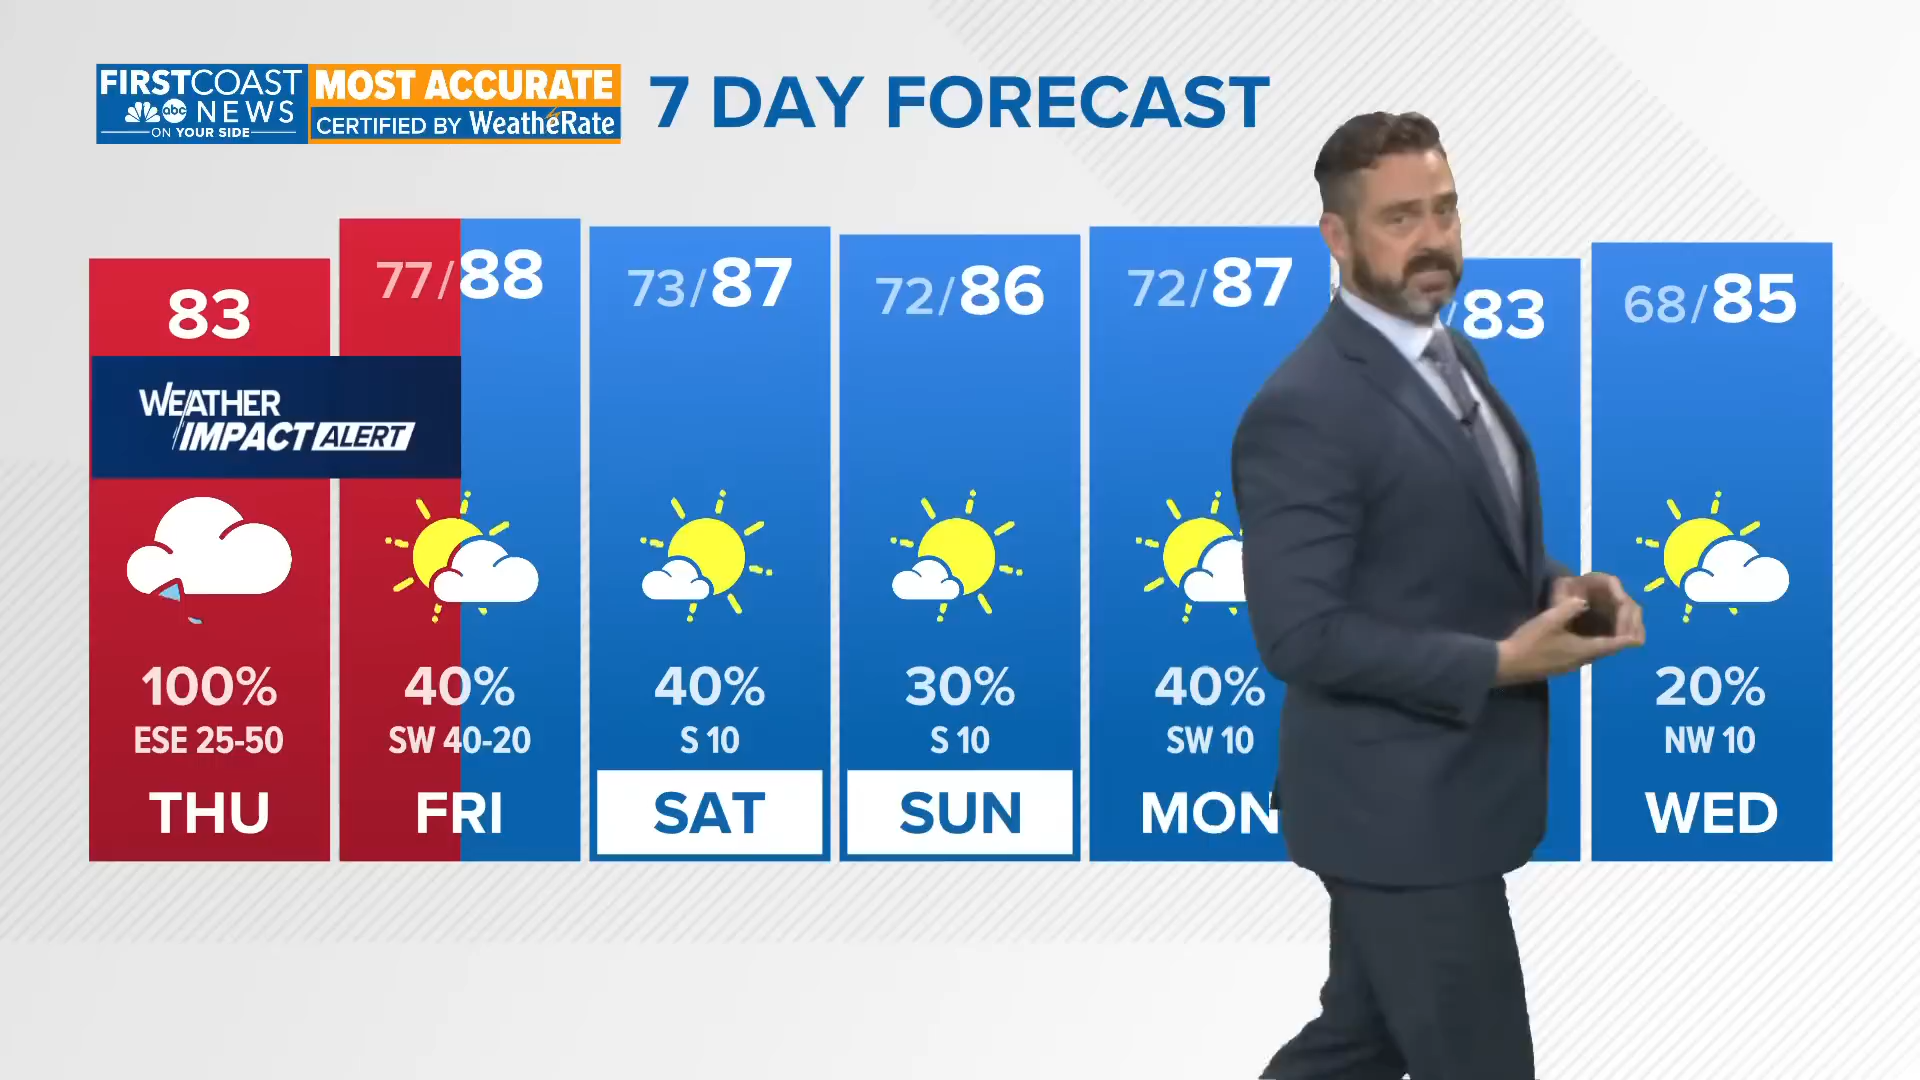 FIRSTCOAST
abc NEWS
ON YOUR SIDE
MOST ACCURATE
CERTIFIED BY WeatheRate
7 DAY FORECAST
83
77/88
73/87
72/86
72/87
/83
68/85
WEATHER
IMPACT ALERT
100%
40%
40%
30%
40%
20%
ESE 25-50
SW 40-20
S 10
S 10
SW 10
NW 10
THU
FRI
SAT
SUN
MON
WED